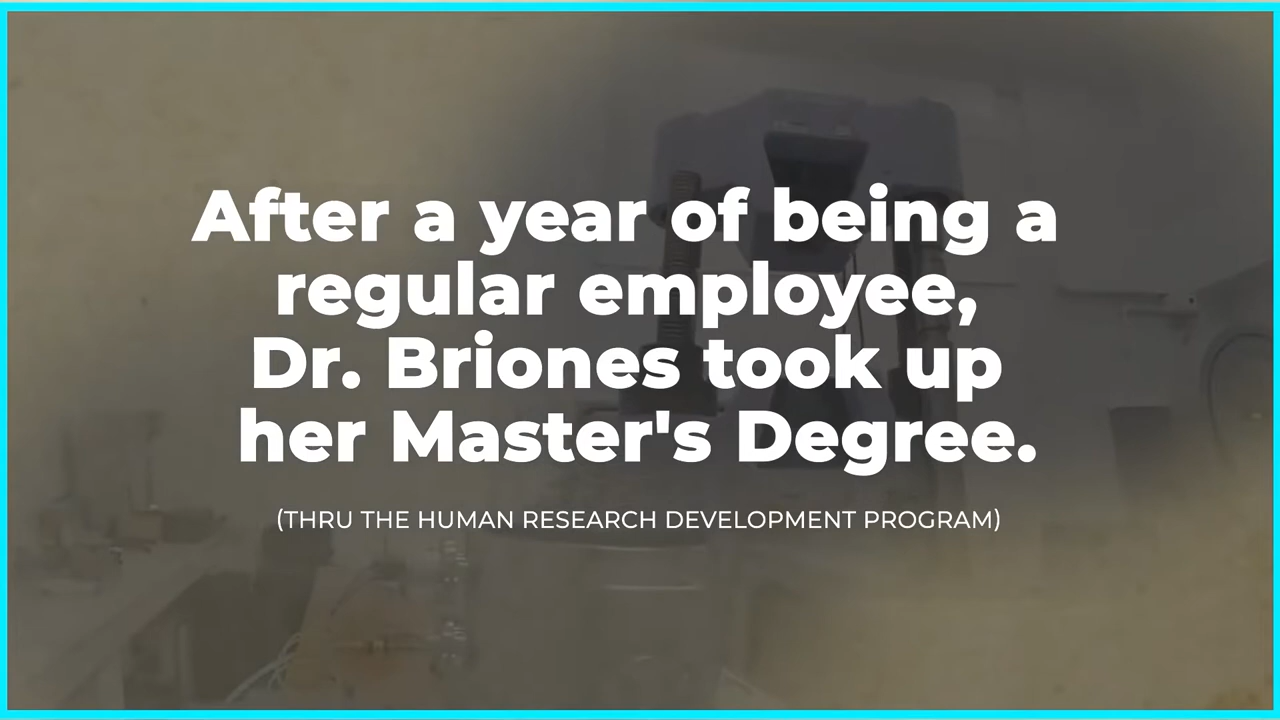 After a year of being a
regular employee,
Dr. Briones took up
her Master's Degree.
(THRU THE HUMAN RESEARCH DEVELOPMENT PROGRAM)